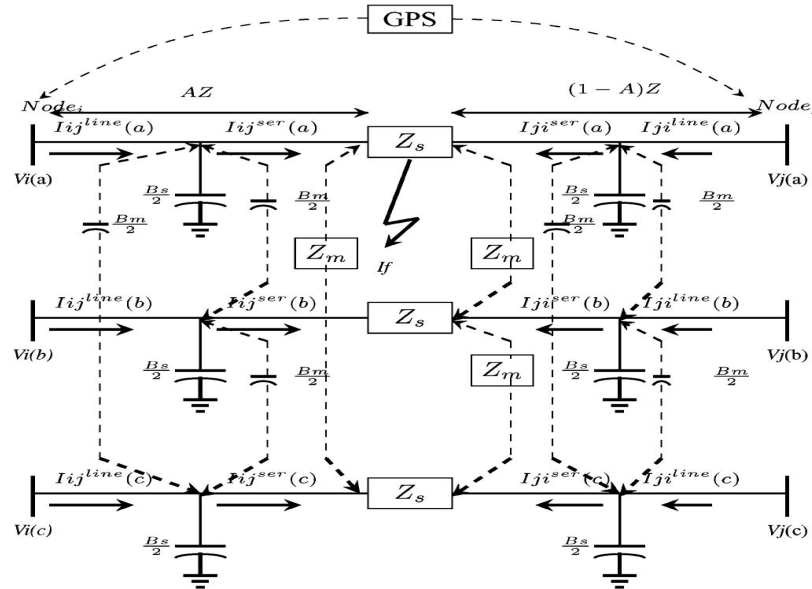 GPS
AZ
(1 − A)Z
Node_i
Node
Iij^{line}(a)
Iij^{ser}(a)
Z_s
Iji^{ser}(a)
Iji^{line}(a)
Vi(a)
Vj(a)
Bs/2
Bm/2
Bm/2
Bs/2
Bm/2
Bm/2
Z_m
If
Z_m
Iij^{line}(b)
Iij^{ser}(b)
Z_s
Iji^{ser}(b)
Iji^{line}(b)
Vi(b)
Vj(b)
Bs/2
Bm/2
Z_m
Bs/2
Bm/2
Iij^{line}(c)
Iij^{ser}(c)
Z_s
Iji^{ser}(c)
Iji^{line}(c)
Vi(c)
Vj(c)
Bs/2
Bs/2